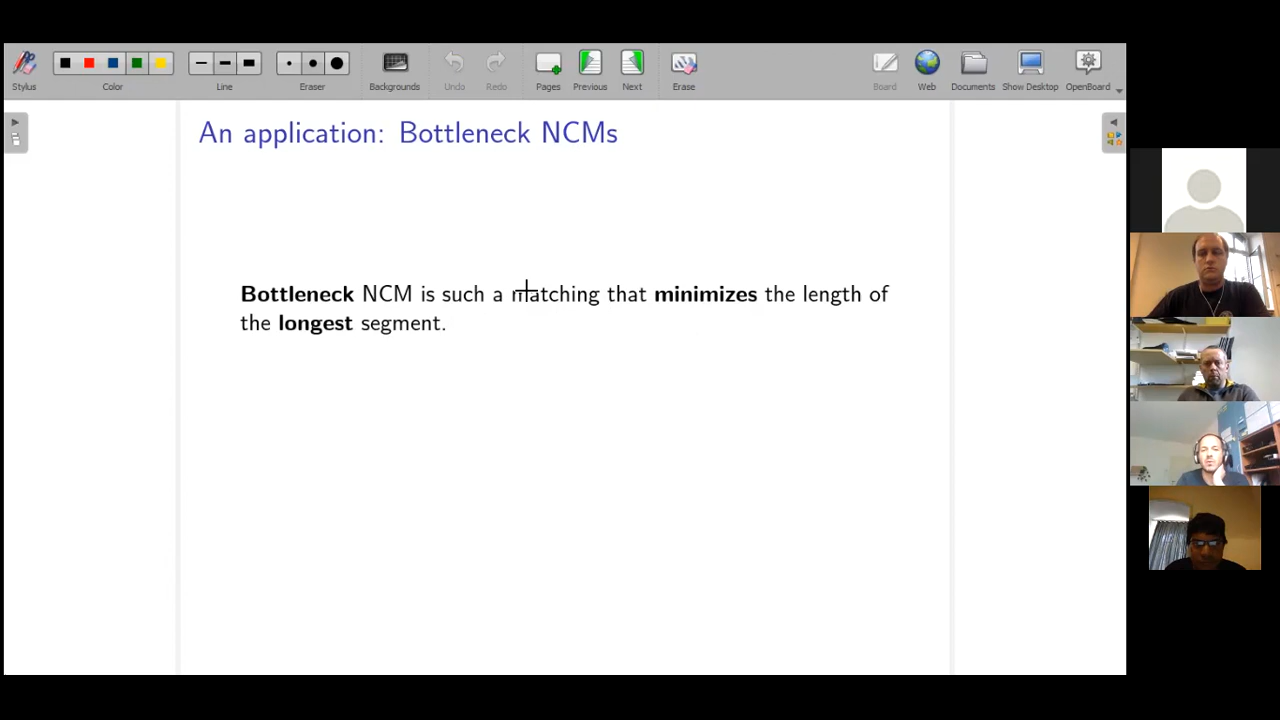 Stylus
Color
Line
Eraser
Backgrounds
Undo
Redo
Pages
Previous
Next
Erase
Board
Web
Documents
Show Desktop
OpenBoard
An application: Bottleneck NCMs
Bottleneck NCM is such a matching that minimizes the length of
the longest segment.